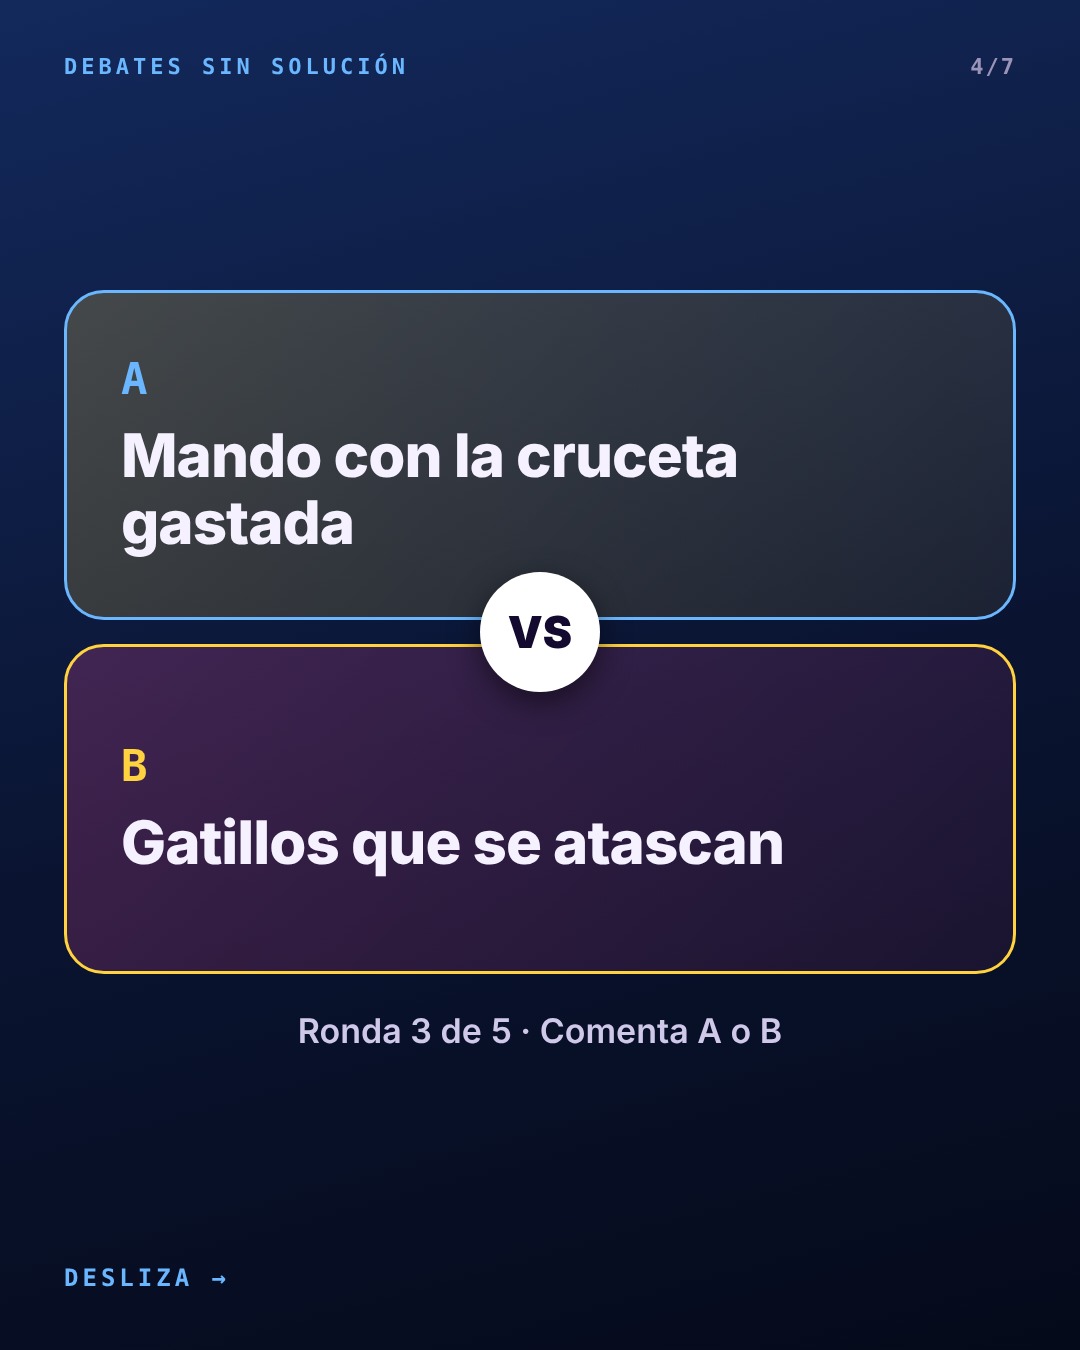 DEBATES SIN SOLUCIÓN
4/7
A
Mando con la cruceta
gastada
VS
B
Gatillos que se atascan
Ronda 3 de 5 · Comenta A o B
DESLIZA →